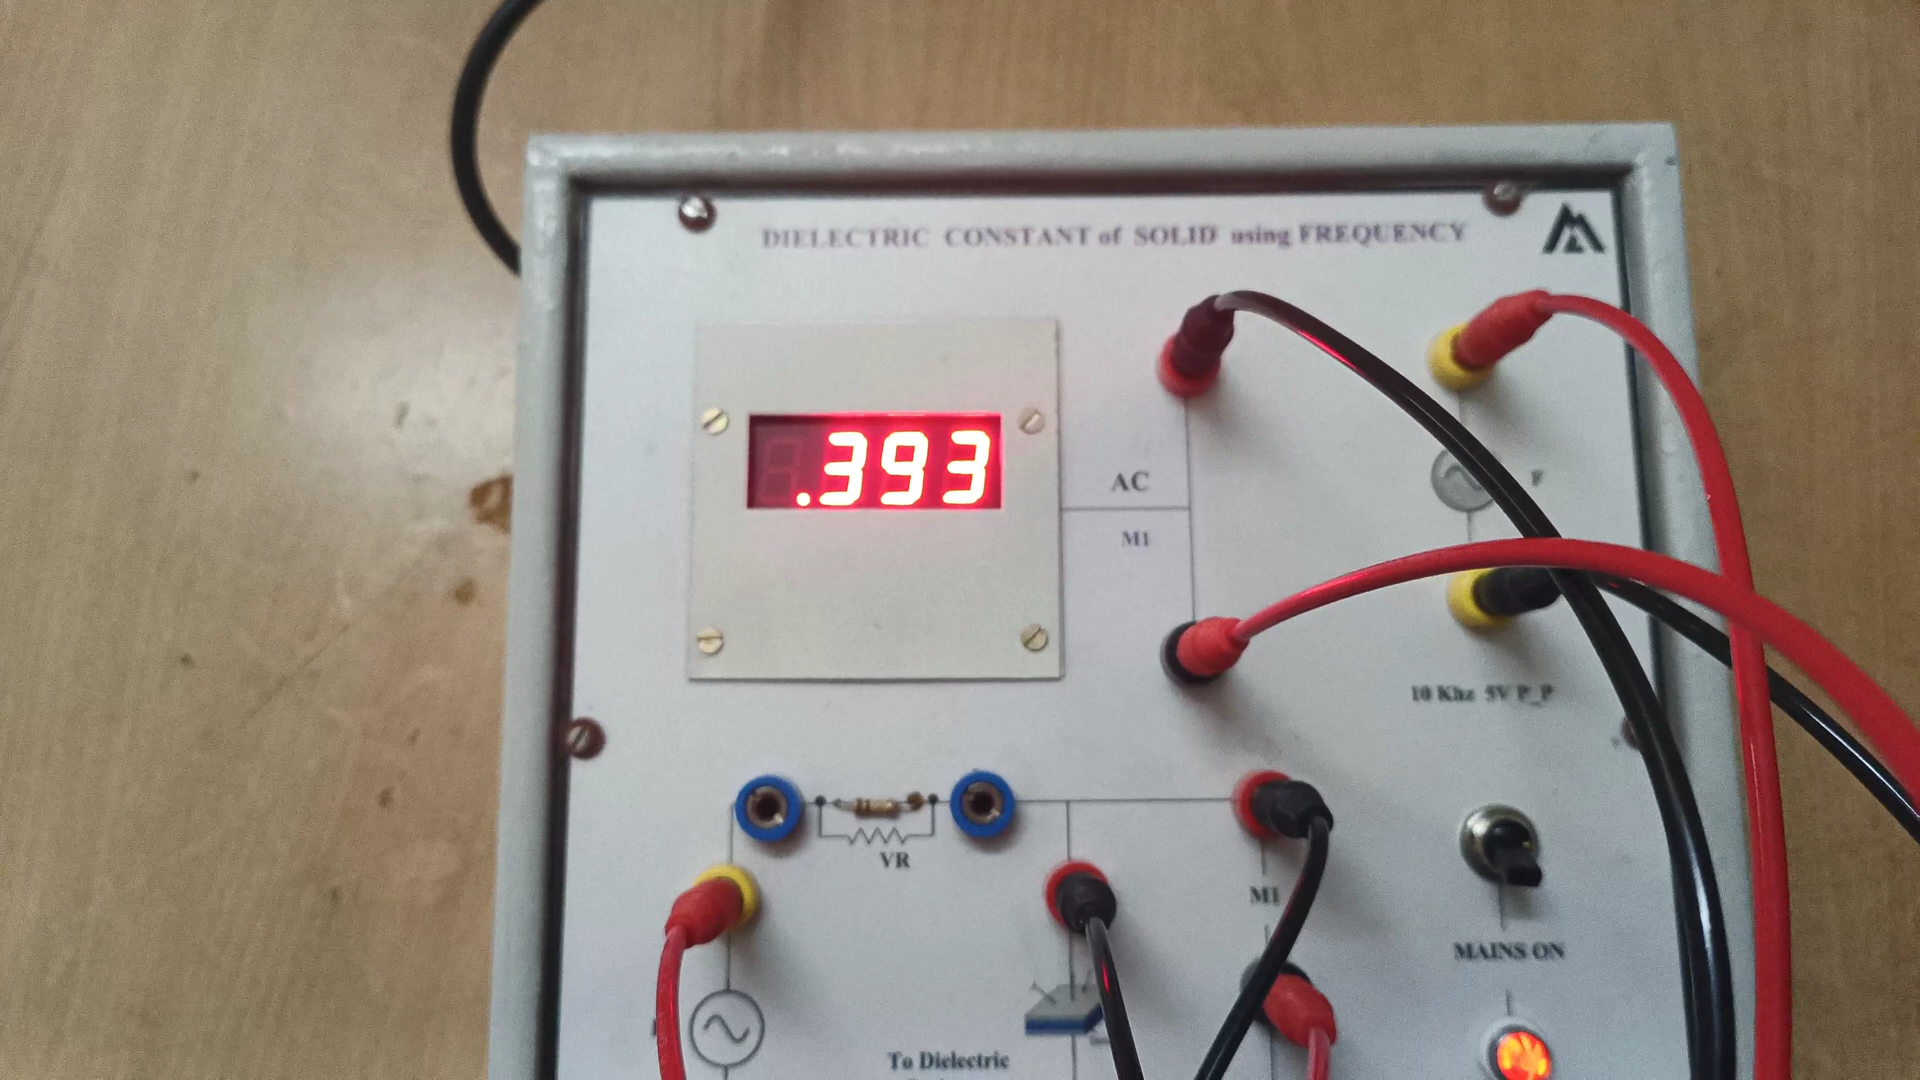 DIELECTRIC CONSTANT of SOLID using FREQUENCY
.393
AC
M1
F
10 Khz 5V P_P
VR
M1
MAINS ON
To Dielectric